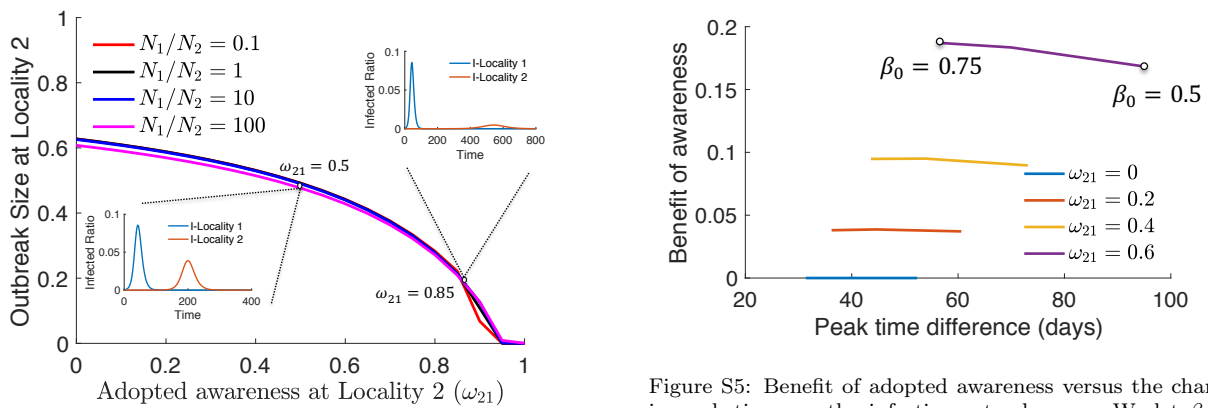 Outbreak Size at Locality 2
1
0.8
0.6
0.4
0.2
0
N₁/N₂ = 0.1
N₁/N₂ = 1
N₁/N₂ = 10
N₁/N₂ = 100
ω₂₁ = 0.5
ω₂₁ = 0.85
Infected Ratio
0.1
0.05
0
I-Locality 1
I-Locality 2
0 200 400 600 800
Time
Infected Ratio
0.1
0.05
0
I-Locality 1
I-Locality 2
0 200 400
Time
0 0.2 0.4 0.6 0.8 1
Adopted awareness at Locality 2 (ω₂₁)
Benefit of awareness
0.2
0.15
0.1
0.05
0
β₀ = 0.75
β₀ = 0.5
ω₂₁ = 0
ω₂₁ = 0.2
ω₂₁ = 0.4
ω₂₁ = 0.6
20 40 60 80 100
Peak time difference (days)
Figure S5: Benefit of adopted awareness versus the chan